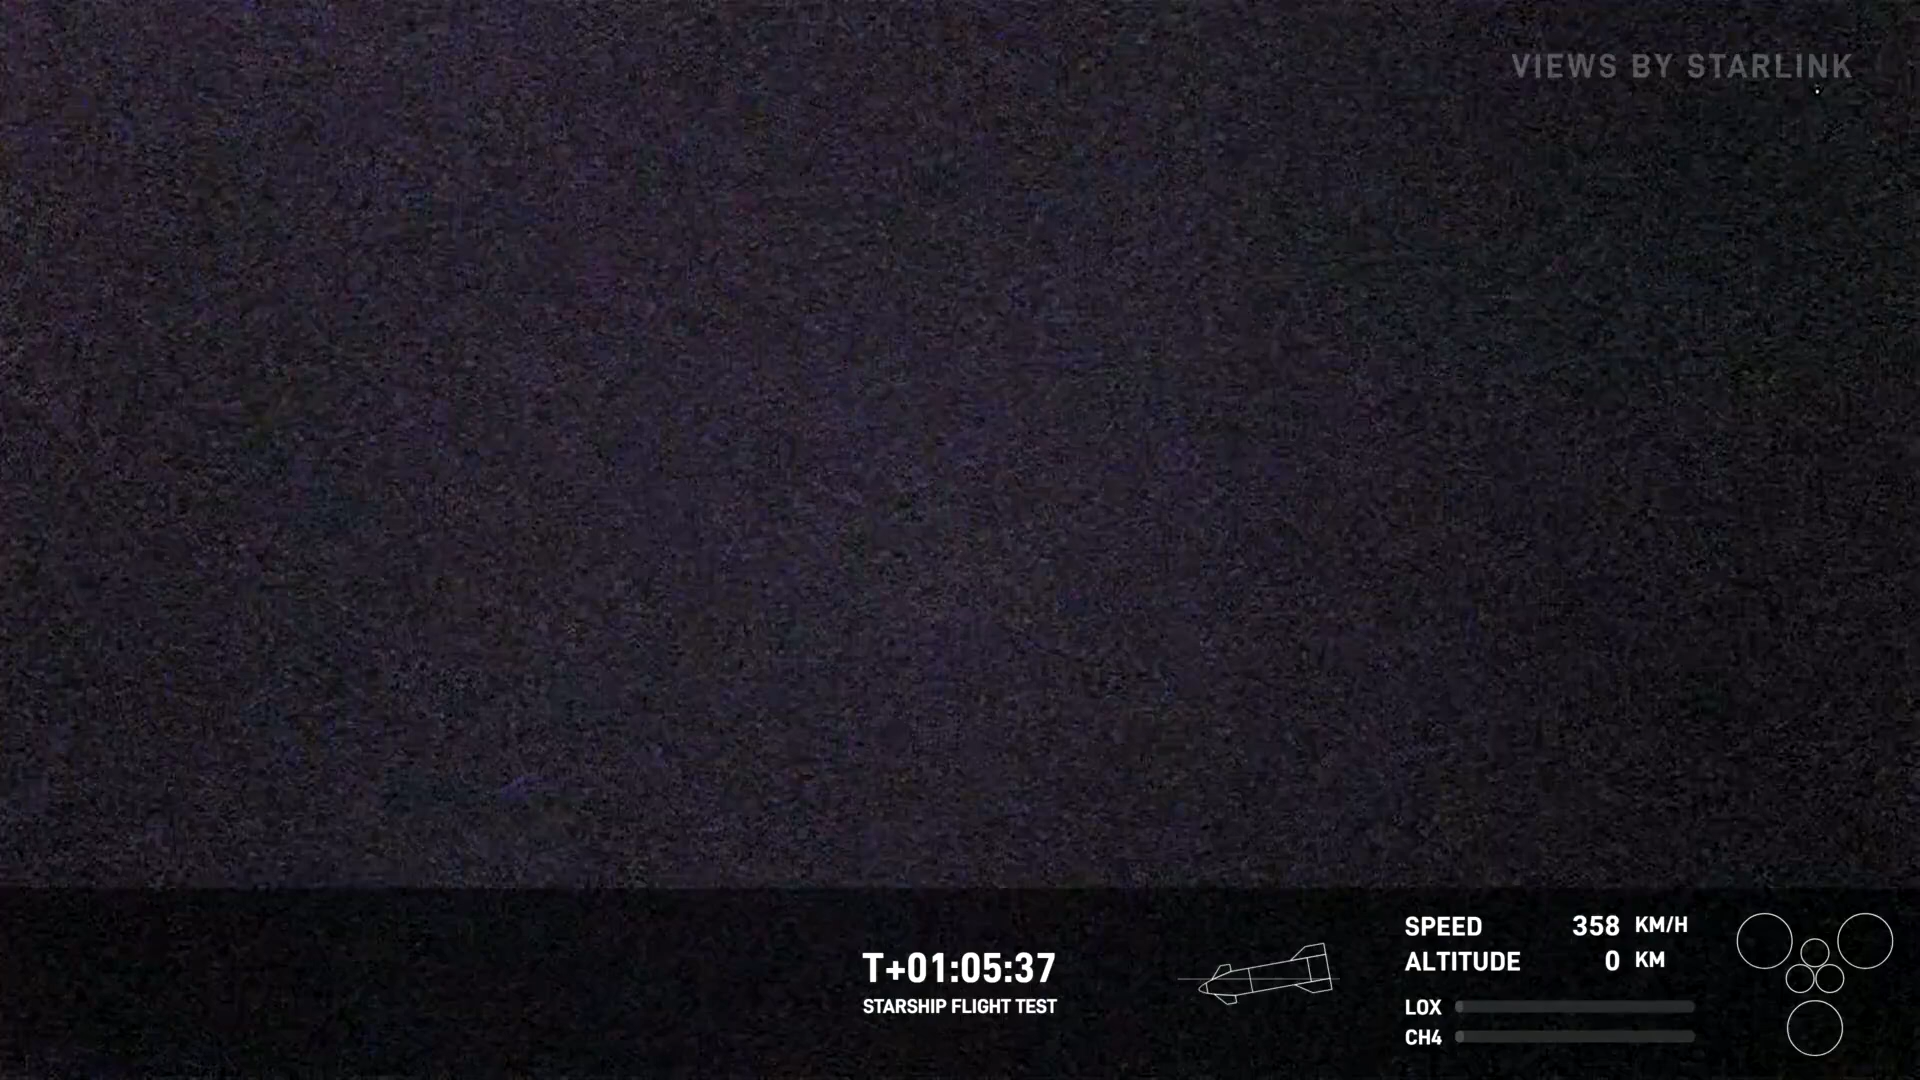 VIEWS BY STARLINK
T+01:05:37
STARSHIP FLIGHT TEST
SPEED 358 KM/H
ALTITUDE 0 KM
LOX
CH4